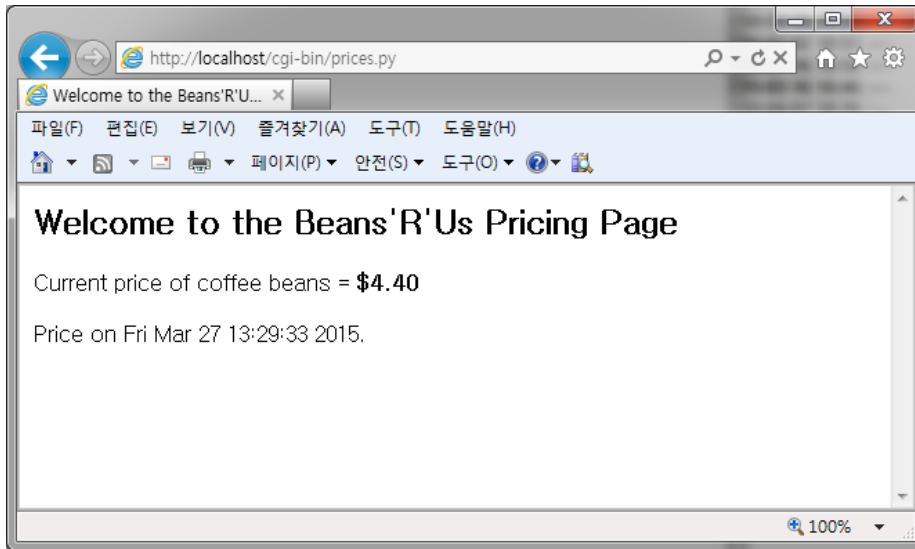 http://localhost/cgi-bin/prices.py
Welcome to the Beans'R'U...
파일(F) 편집(E) 보기(V) 즐겨찾기(A) 도구(T) 도움말(H)
페이지(P) 안전(S) 도구(O)
Welcome to the Beans'R'Us Pricing Page
Current price of coffee beans = $4.40
Price on Fri Mar 27 13:29:33 2015.
100%